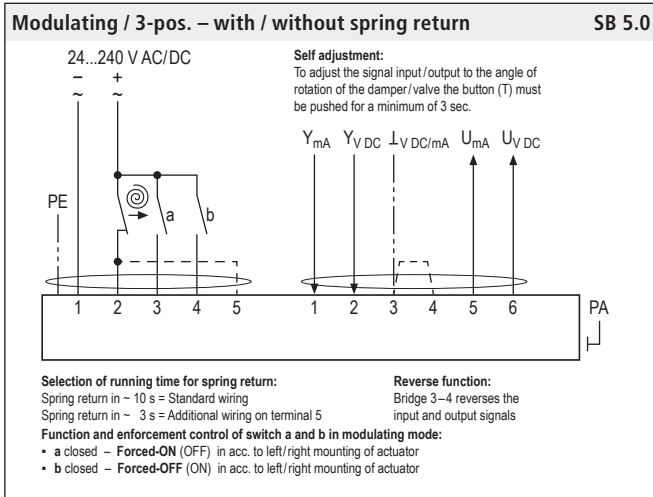 Modulating / 3-pos. – with / without spring return SB 5.0
24...240 V AC/DC
– +
~ ~
Self adjustment:
To adjust the signal input/output to the angle of
rotation of the damper/valve the button (T) must
be pushed for a minimum of 3 sec.
YmA YV DC ⊥V DC/mA UmA UV DC
PE a b
1 2 3 4 5 1 2 3 4 5 6 PA
Selection of running time for spring return:
Spring return in ~ 10 s = Standard wiring
Spring return in ~ 3 s = Additional wiring on terminal 5
Reverse function:
Bridge 3–4 reverses the
input and output signals
Function and enforcement control of switch a and b in modulating mode:
▪ a closed – Forced-ON (OFF) in acc. to left/right mounting of actuator
▪ b closed – Forced-OFF (ON) in acc. to left/right mounting of actuator